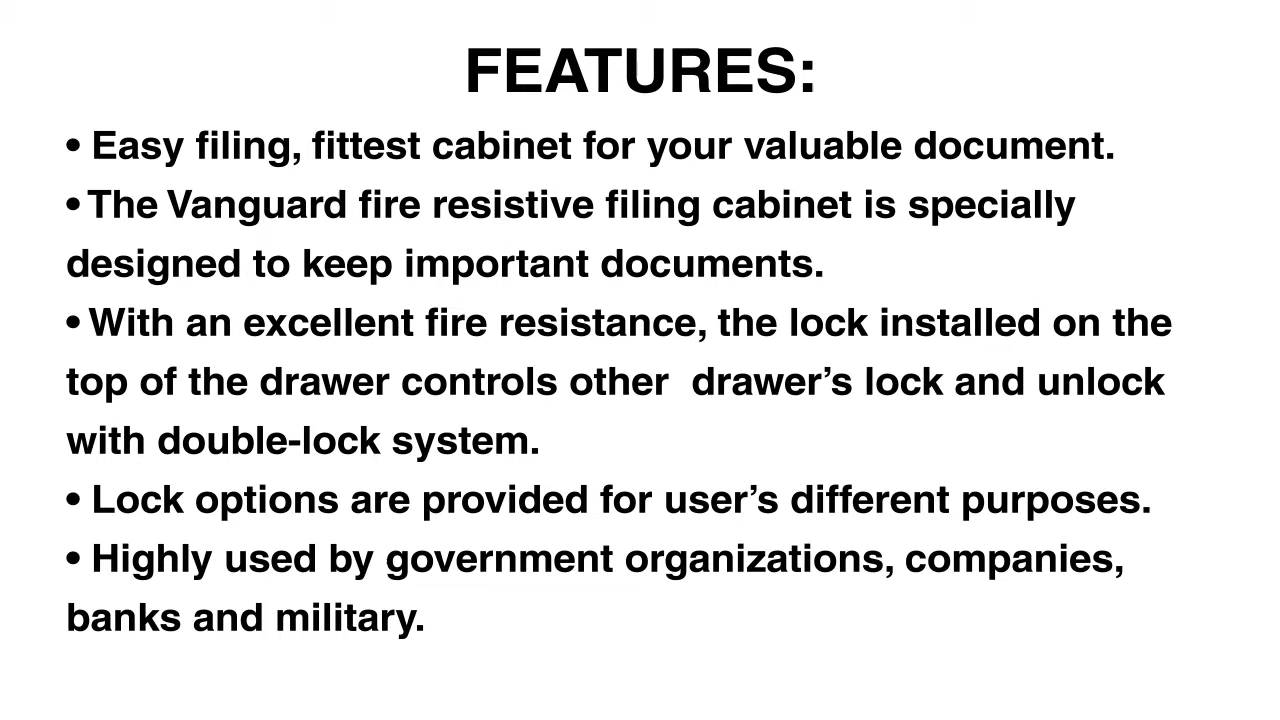 FEATURES:
• Easy filing, fittest cabinet for your valuable document.
• The Vanguard fire resistive filing cabinet is specially
designed to keep important documents.
• With an excellent fire resistance, the lock installed on the
top of the drawer controls other  drawer’s lock and unlock
with double-lock system.
• Lock options are provided for user’s different purposes.
• Highly used by government organizations, companies,
banks and military.